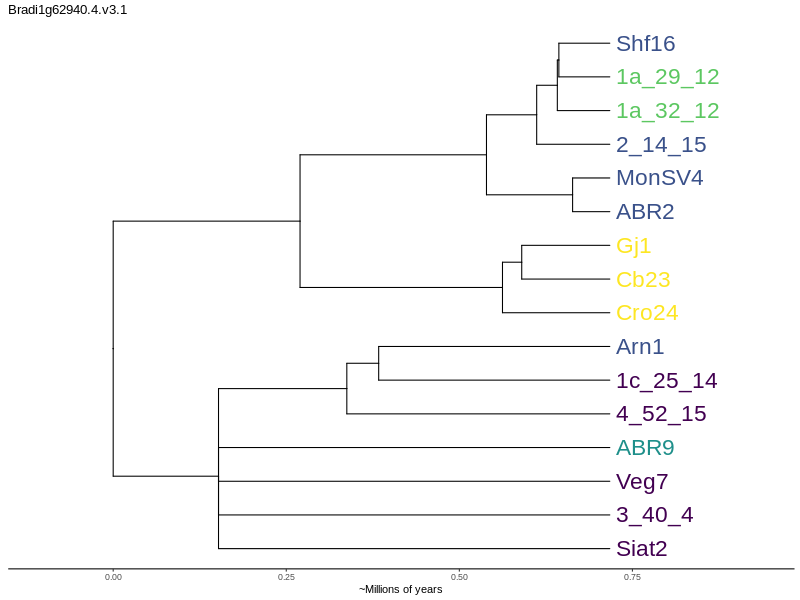 Bradi1g62940.4.v3.1
Shf16
1a_29_12
1a_32_12
2_14_15
MonSV4
ABR2
Gj1
Cb23
Cro24
Arn1
1c_25_14
4_52_15
ABR9
Veg7
3_40_4
Siat2
0.00 0.25 0.50 0.75
~Millions of years